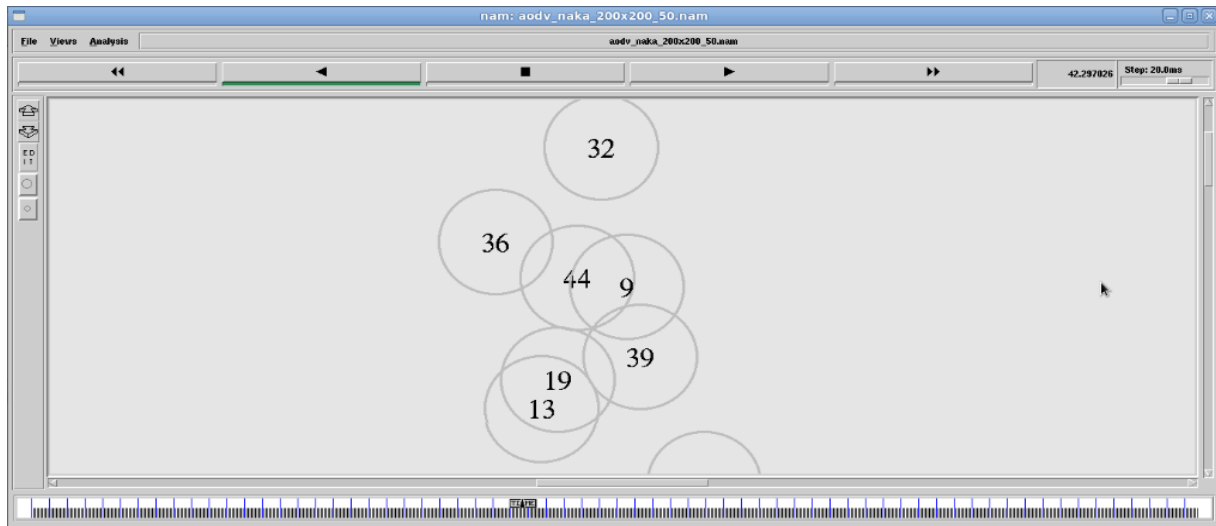 nam: aodv_naka_200x200_50.nam
File Views Analysis aodv_naka_200x200_50.nam
42.297026 Step: 20.0ms
E D
I T
32
36
44
9
39
19
13
TIME